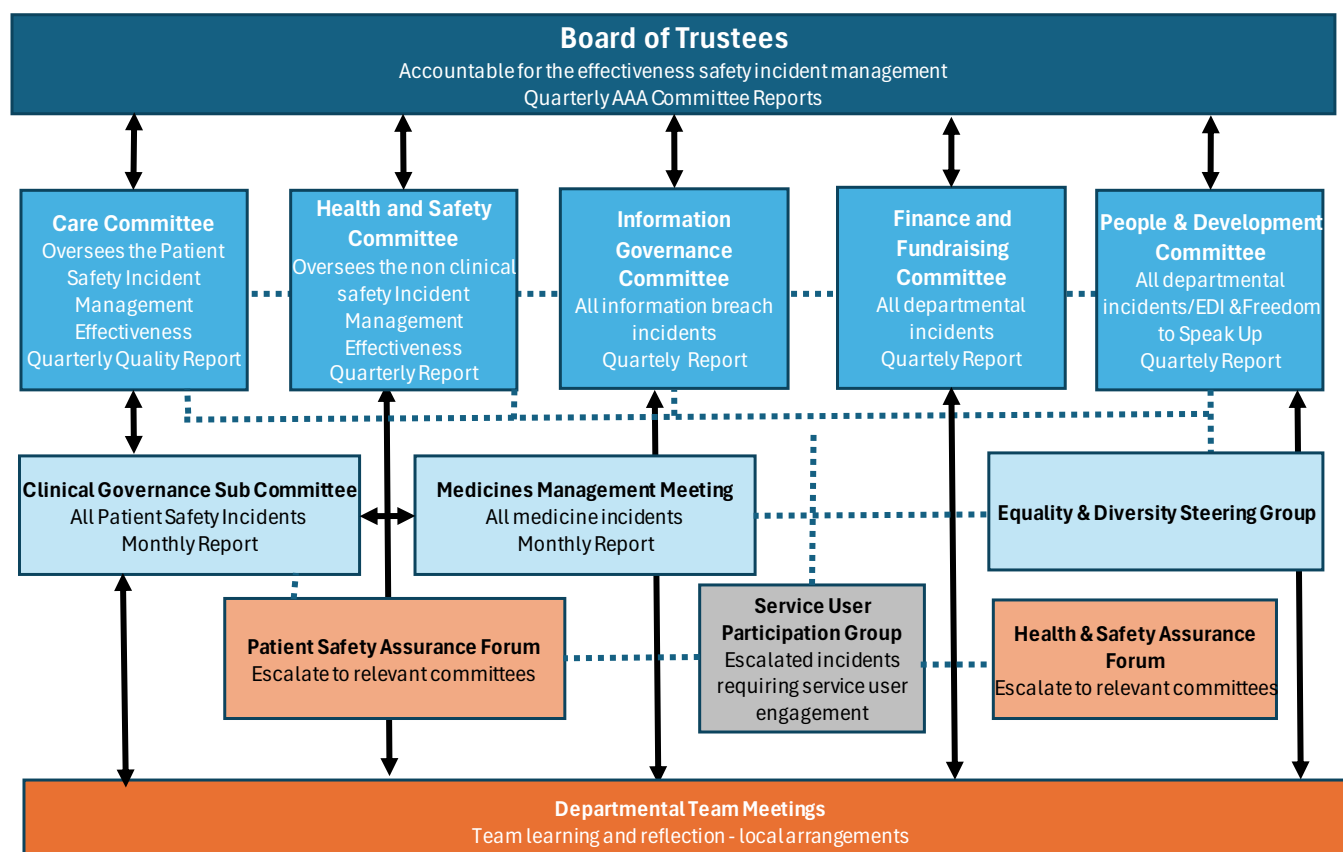 Board of Trustees
Accountable for the effectiveness safety incident management
Quarterly AAA Committee Reports
Care Committee
Oversees the Patient
Safety Incident
Management
Effectiveness
Quarterly Quality Report
Health and Safety
Committee
Oversees the non clinical
safety Incident
Management
Effectiveness
Quarterly Report
Information
Governance
Committee
All information breach
incidents
Quartely Report
Finance and
Fundraising
Committee
All departmental
incidents
Quartely Report
People & Development
Committee
All departmental
incidents/EDI &Freedom
to Speak Up
Quartely Report
Clinical Governance Sub Committee
All Patient Safety Incidents
Monthly Report
Medicines Management Meeting
All medicine incidents
Monthly Report
Equality & Diversity Steering Group
Patient Safety Assurance Forum
Escalate to relevant committees
Service User
Participation Group
Escalated incidents
requiring service user
engagement
Health & Safety Assurance
Forum
Escalate to relevant committees
Departmental Team Meetings
Team learning and reflection - local arrangements